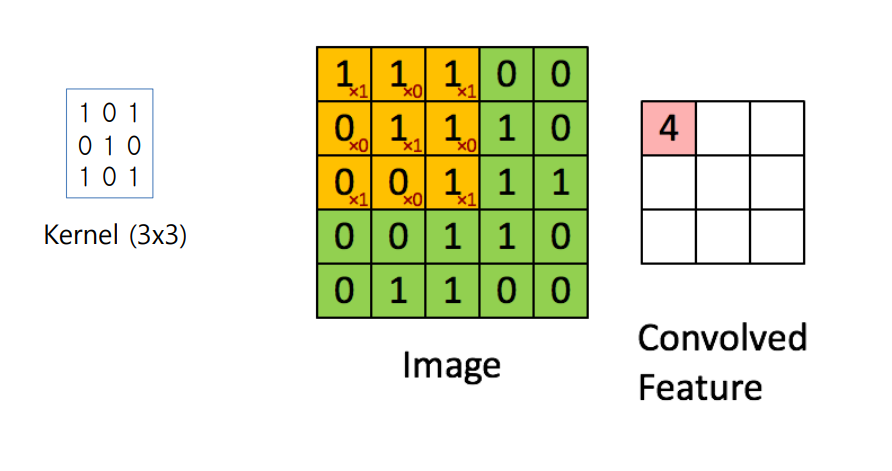 1 0 1
0 1 0
1 0 1
Kernel (3x3)
1×1 1×0 1×1 0 0
0×0 1×1 1×0 1 0
0×1 0×0 1×1 1 1
0 0 1 1 0
0 1 1 0 0
Image
4
Convolved
Feature